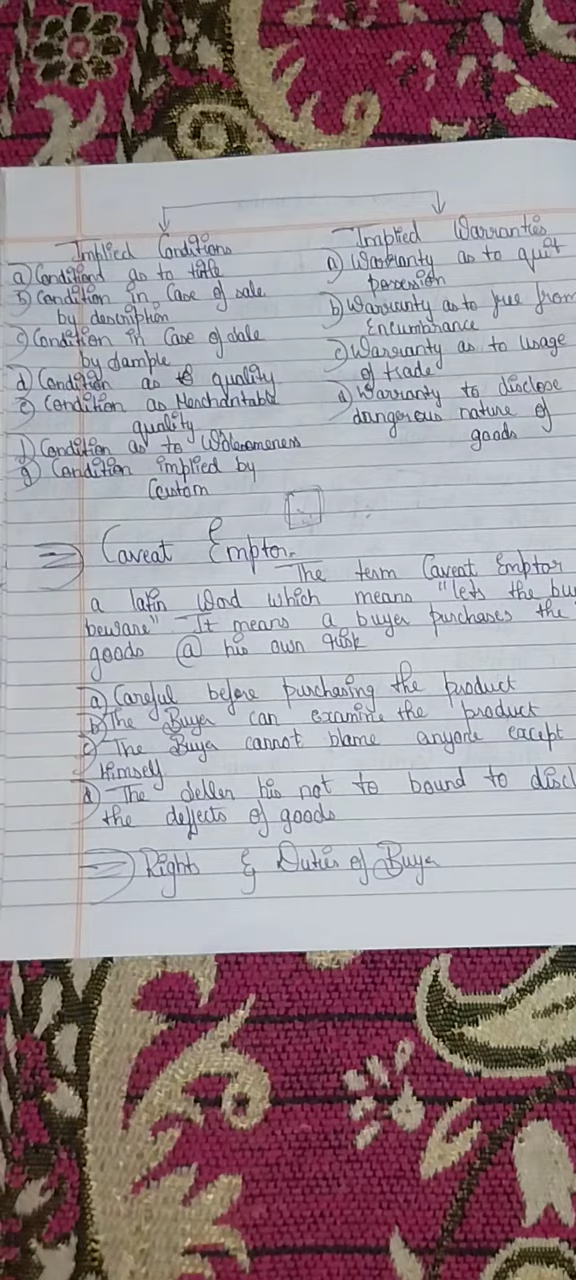 Implied Conditions
a) Conditions as to title
b) Condition in Case of sale
by description
c) Condition in Case of sale
by sample
d) Condition as to quality
e) Condition as Merchantable
quality
f) Condition as to Wolesomeness
g) Condition implied by
Custom
Implied Warranties
a) Warranty as to quit
possession
b) Warranty as to free from
Encumbrance
c) Warranty as to usage
of trade
d) Warranty to disclose
dangerous nature of
goods
⇒ Caveat Emptor-
The term Caveat Emptor
a latin word which means "lets the bu
beware" It means a buyer purchases the
goods @ his own risk
a) Careful before purchasing the product
b) The Buyer can examine the product
c) The Buyer cannot blame anyone except
himself
d) The seller his not to bound to discl
the defects of goods
⇒ Rights & Duties of Buyer